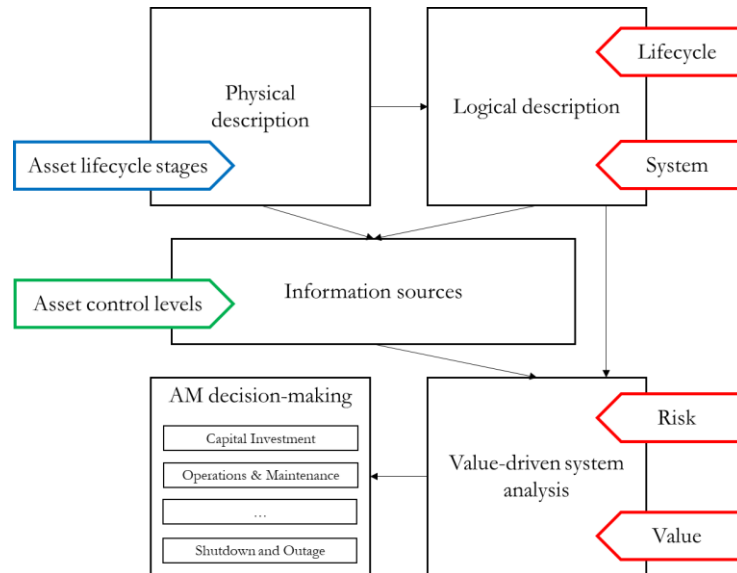 Physical
description
Logical description
Lifecycle
Asset lifecycle stages
System
Information sources
Asset control levels
AM decision-making
Capital Investment
Operations & Maintenance
…
Shutdown and Outage
Value-driven system
analysis
Risk
Value